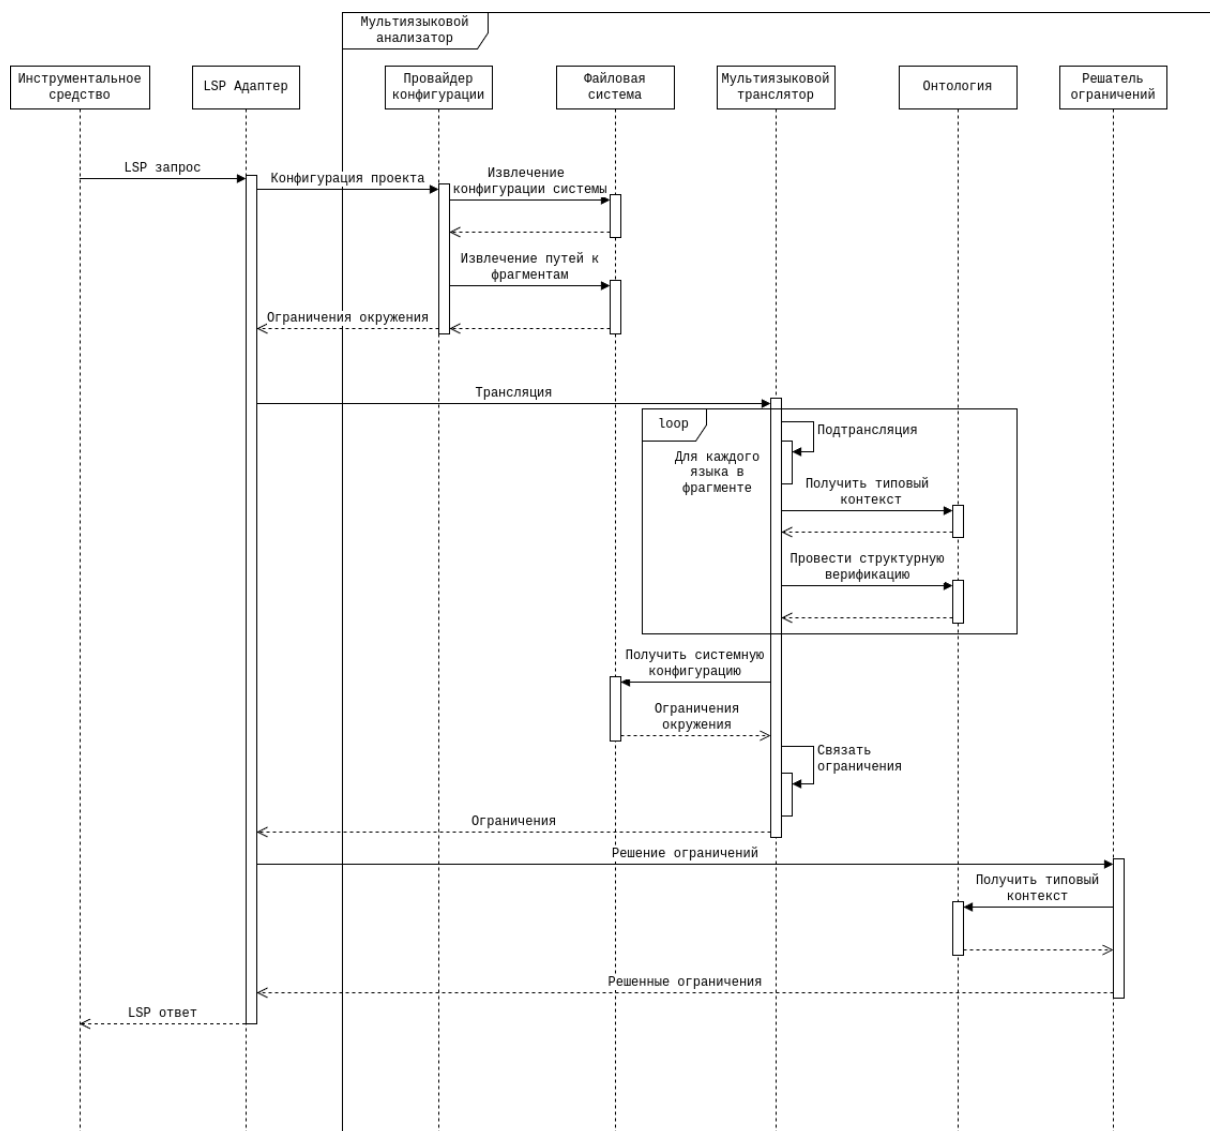 Мультиязыковой
анализатор
Инструментальное
средство
LSP Адаптер
Провайдер
конфигурации
Файловая
система
Мультиязыковой
транслятор
Онтология
Решатель
ограничений
LSP запрос
Конфигурация проекта
Извлечение
конфигурации системы
Извлечение путей к
фрагментам
Ограничения окружения
Трансляция
loop
Для каждого
языка в
фрагменте
Подтрансляция
Получить типовый
контекст
Провести структурную
верификацию
Получить системную
конфигурацию
Ограничения
окружения
Связать
ограничения
Ограничения
Решение ограничений
Получить типовый
контекст
Решенные ограничения
LSP ответ